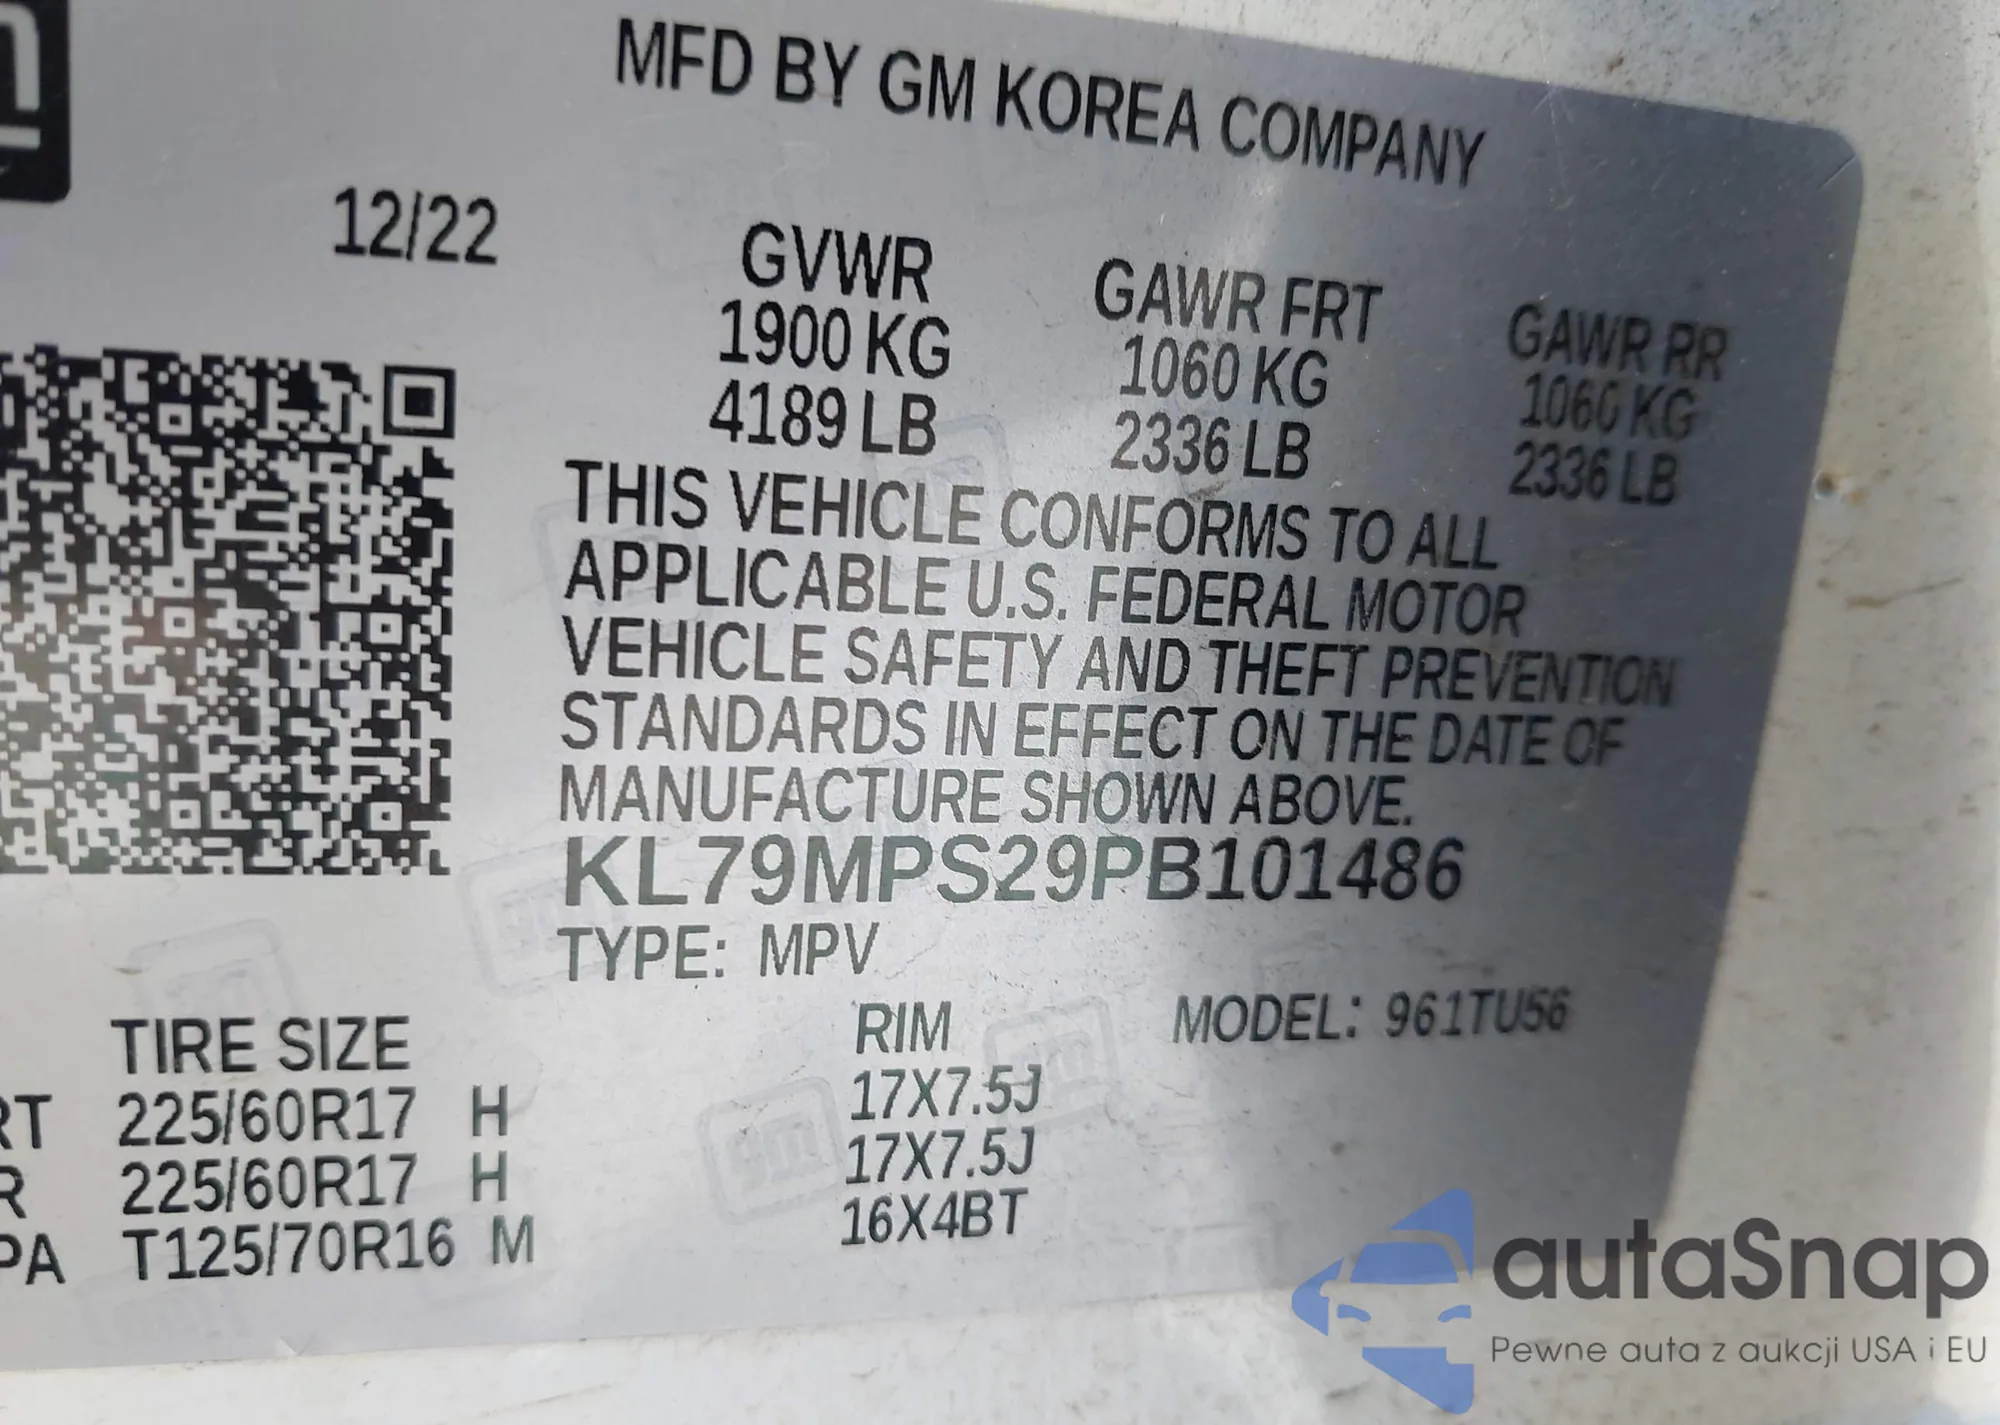 MFD BY GM KOREA COMPANY
12/22
GVWR GAWR FRT GAWR RR
1900 KG 1060 KG 1060 KG
4189 LB 2336 LB 2336 LB
THIS VEHICLE CONFORMS TO ALL
APPLICABLE U.S. FEDERAL MOTOR
VEHICLE SAFETY AND THEFT PREVENTION
STANDARDS IN EFFECT ON THE DATE OF
MANUFACTURE SHOWN ABOVE.
KL79MPS29PB101486
TYPE: MPV
MODEL: 961TU56
TIRE SIZE RIM
RT 225/60R17 H 17X7.5J
R 225/60R17 H 17X7.5J
PA T125/70R16 M 16X4BT
autaSnap
Pewne auta z aukcji USA i EU